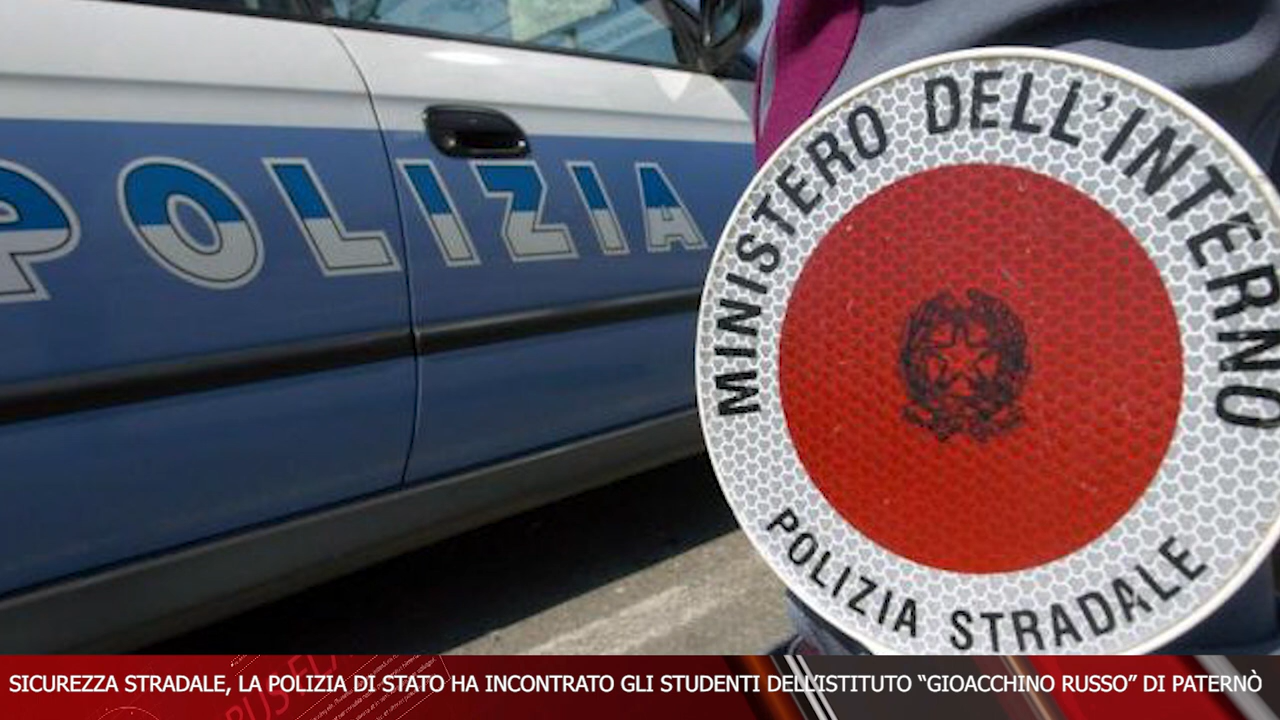 POLIZIA
MINISTERO DELL'INTERNO
POLIZIA STRADALE
SICUREZZA STRADALE, LA POLIZIA DI STATO HA INCONTRATO GLI STUDENTI DELL'ISTITUTO “GIOACCHINO RUSSO” DI PATERNÒ